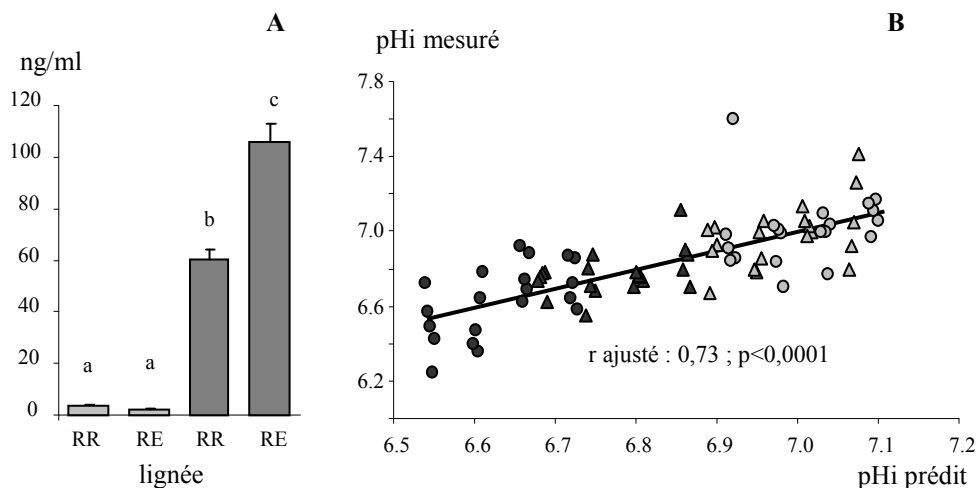 A
ng/ml
120
100
80
60
40
20
0
a
a
b
c
RR
RE
RR
RE
lignée
B
pHi mesuré
7.8
7.4
7.0
6.6
6.2
r ajusté : 0,73 ; p<0,0001
6.5
6.6
6.7
6.8
6.9
7.0
7.1
7.2
pHi prédit